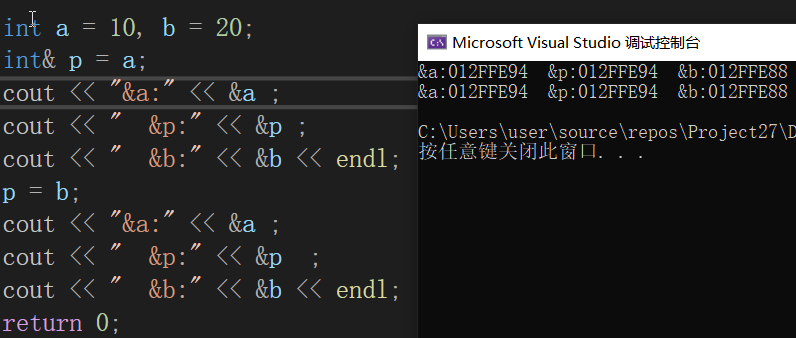 int a = 10, b = 20;
int& p = a;
cout << "&a:" << &a ;
cout << "  &p:" << &p ;
cout << "  &b:" << &b << endl;
p = b;
cout << "&a:" << &a ;
cout << "  &p:" << &p  ;
cout << "  &b:" << &b << endl;
return 0;
C:\ Microsoft Visual Studio 调试控制台
&a:012FFE94  &p:012FFE94  &b:012FFE88
&a:012FFE94  &p:012FFE94  &b:012FFE88
C:\Users\user\source\repos\Project27\D
按任意键关闭此窗口. . .